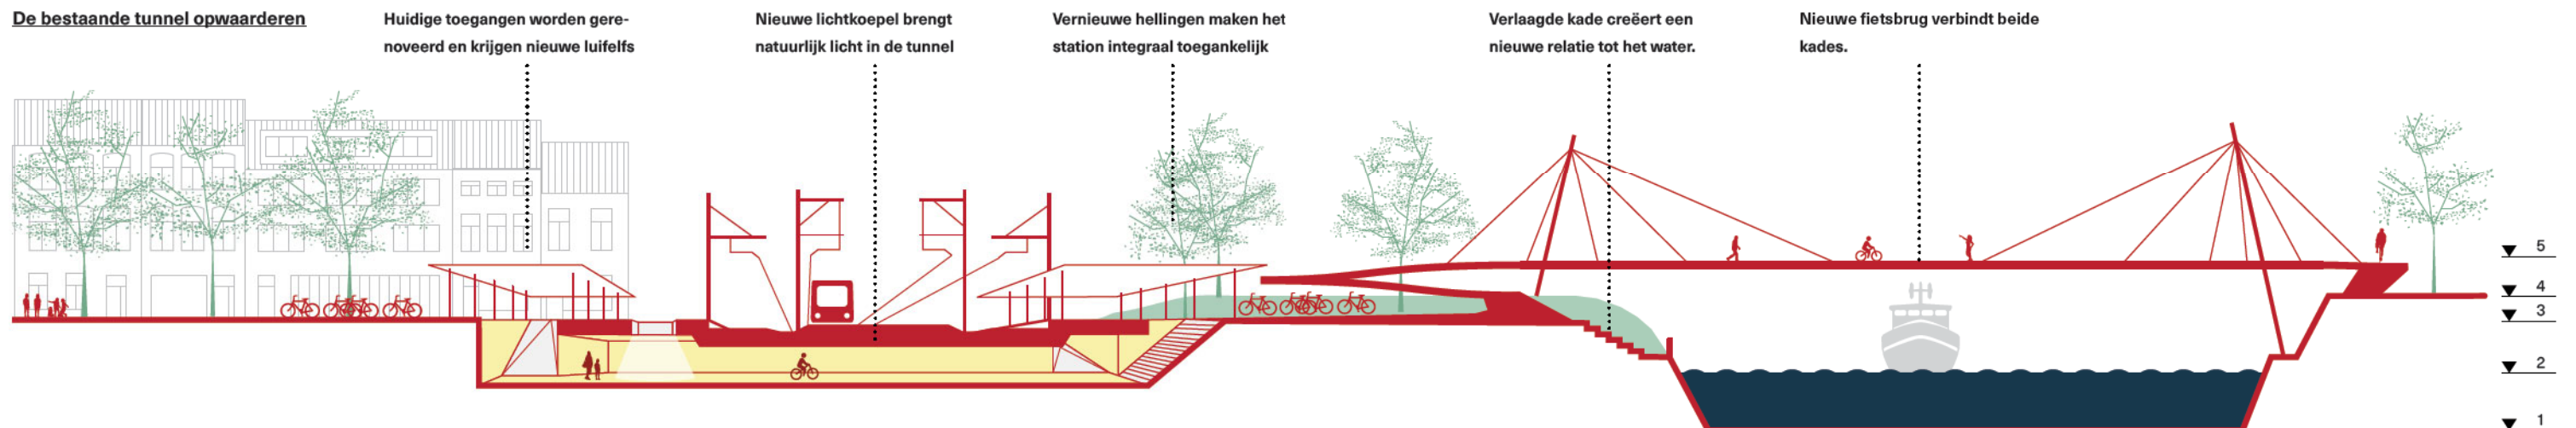 De bestaande tunnel opwaarderen
Huidige toegangen worden gere-
noveerd en krijgen nieuwe luifelfs
Nieuwe lichtkoepel brengt
natuurlijk licht in de tunnel
Vernieuwe hellingen maken het
station integraal toegankelijk
Verlaagde kade creëert een
nieuwe relatie tot het water.
Nieuwe fietsbrug verbindt beide
kades.
5
4
3
2
1